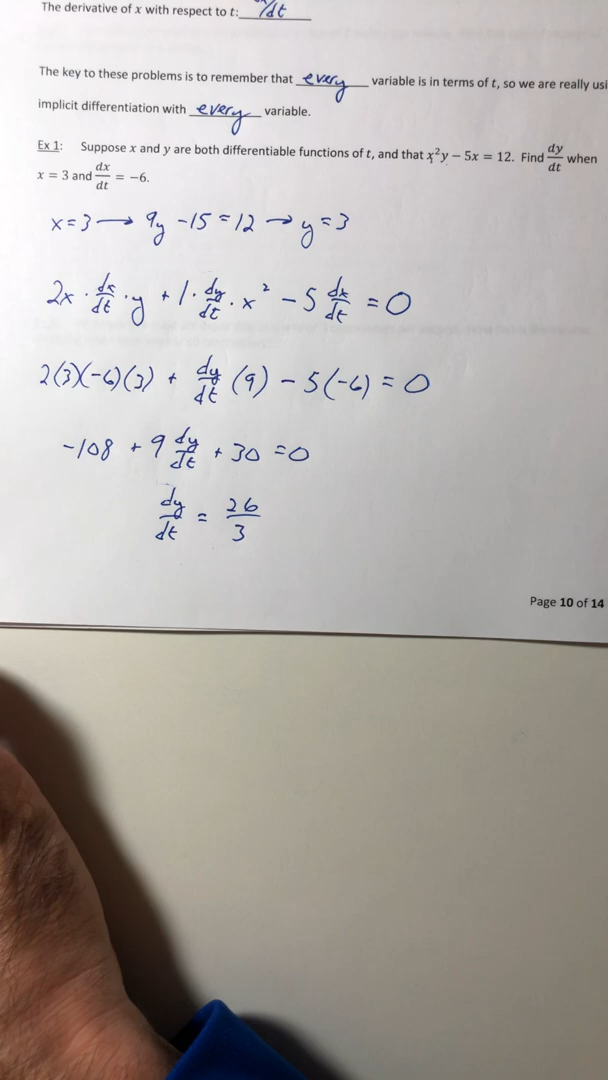 The derivative of x with respect to t: dx/dt
The key to these problems is to remember that every variable is in terms of t, so we are really usi
implicit differentiation with every variable.
Ex 1: Suppose x and y are both differentiable functions of t, and that x²y − 5x = 12. Find dy/dt when
x = 3 and dx/dt = −6.
x=3 → 9y -15 = 12 → y=3
2x · dx/dt · y + 1 · dy/dt · x² - 5 dx/dt = 0
2(3)(-6)(3) + dy/dt (9) - 5(-6) = 0
-108 + 9 dy/dt + 30 = 0
dy/dt = 26/3
Page 10 of 14